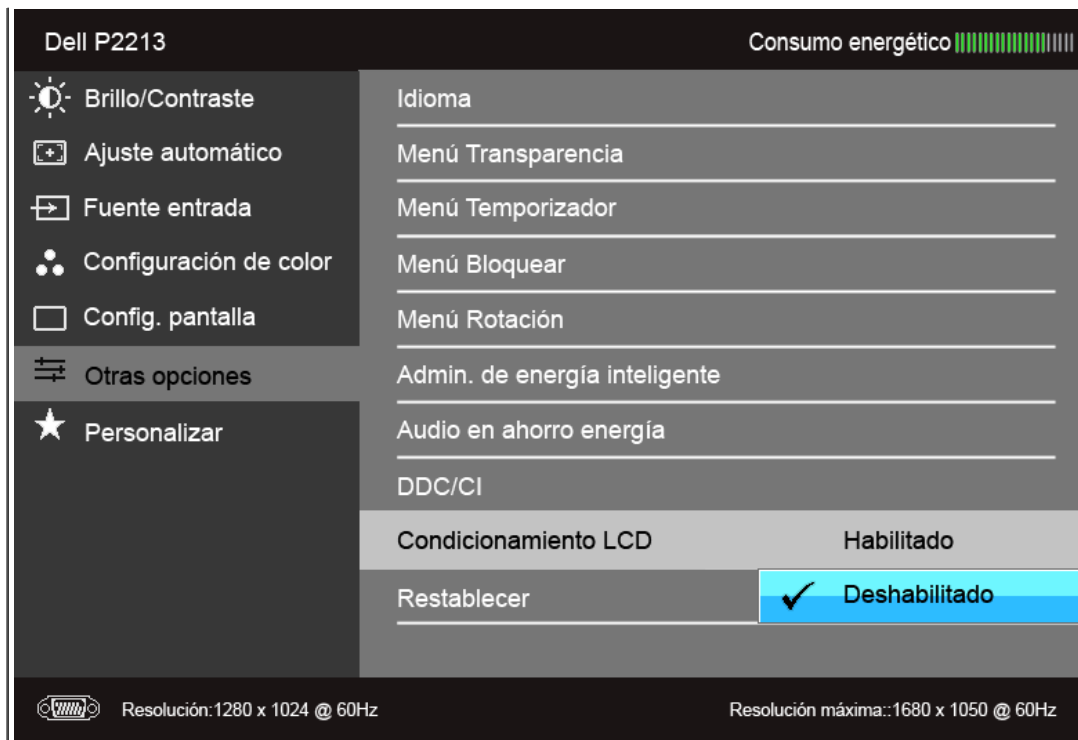 Dell P2213
Consumo energético
Brillo/Contraste
Ajuste automático
Fuente entrada
Configuración de color
Config. pantalla
Otras opciones
Personalizar
Idioma
Menú Transparencia
Menú Temporizador
Menú Bloquear
Menú Rotación
Admin. de energía inteligente
Audio en ahorro energía
DDC/CI
Condicionamiento LCD
Habilitado
Restablecer
Deshabilitado
Resolución:1280 x 1024 @ 60Hz
Resolución máxima::1680 x 1050 @ 60Hz